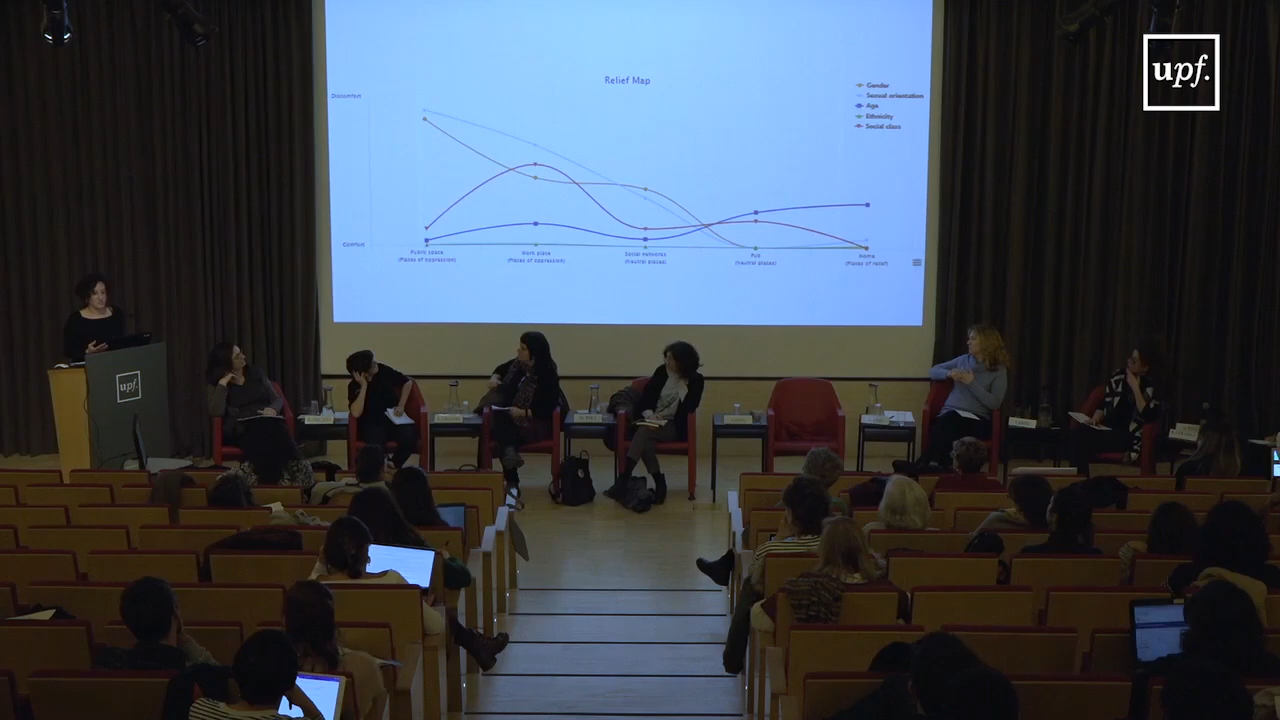 upf.
Relief Map
Discomfort
Gender
Sexual orientation
Age
Ethnicity
Social class
Comfort
Public space
(Places of oppression)
Work place
(Places of oppression)
Social networks
(Neutral places)
Pub
(Neutral places)
Home
(Places of relief)
upf.